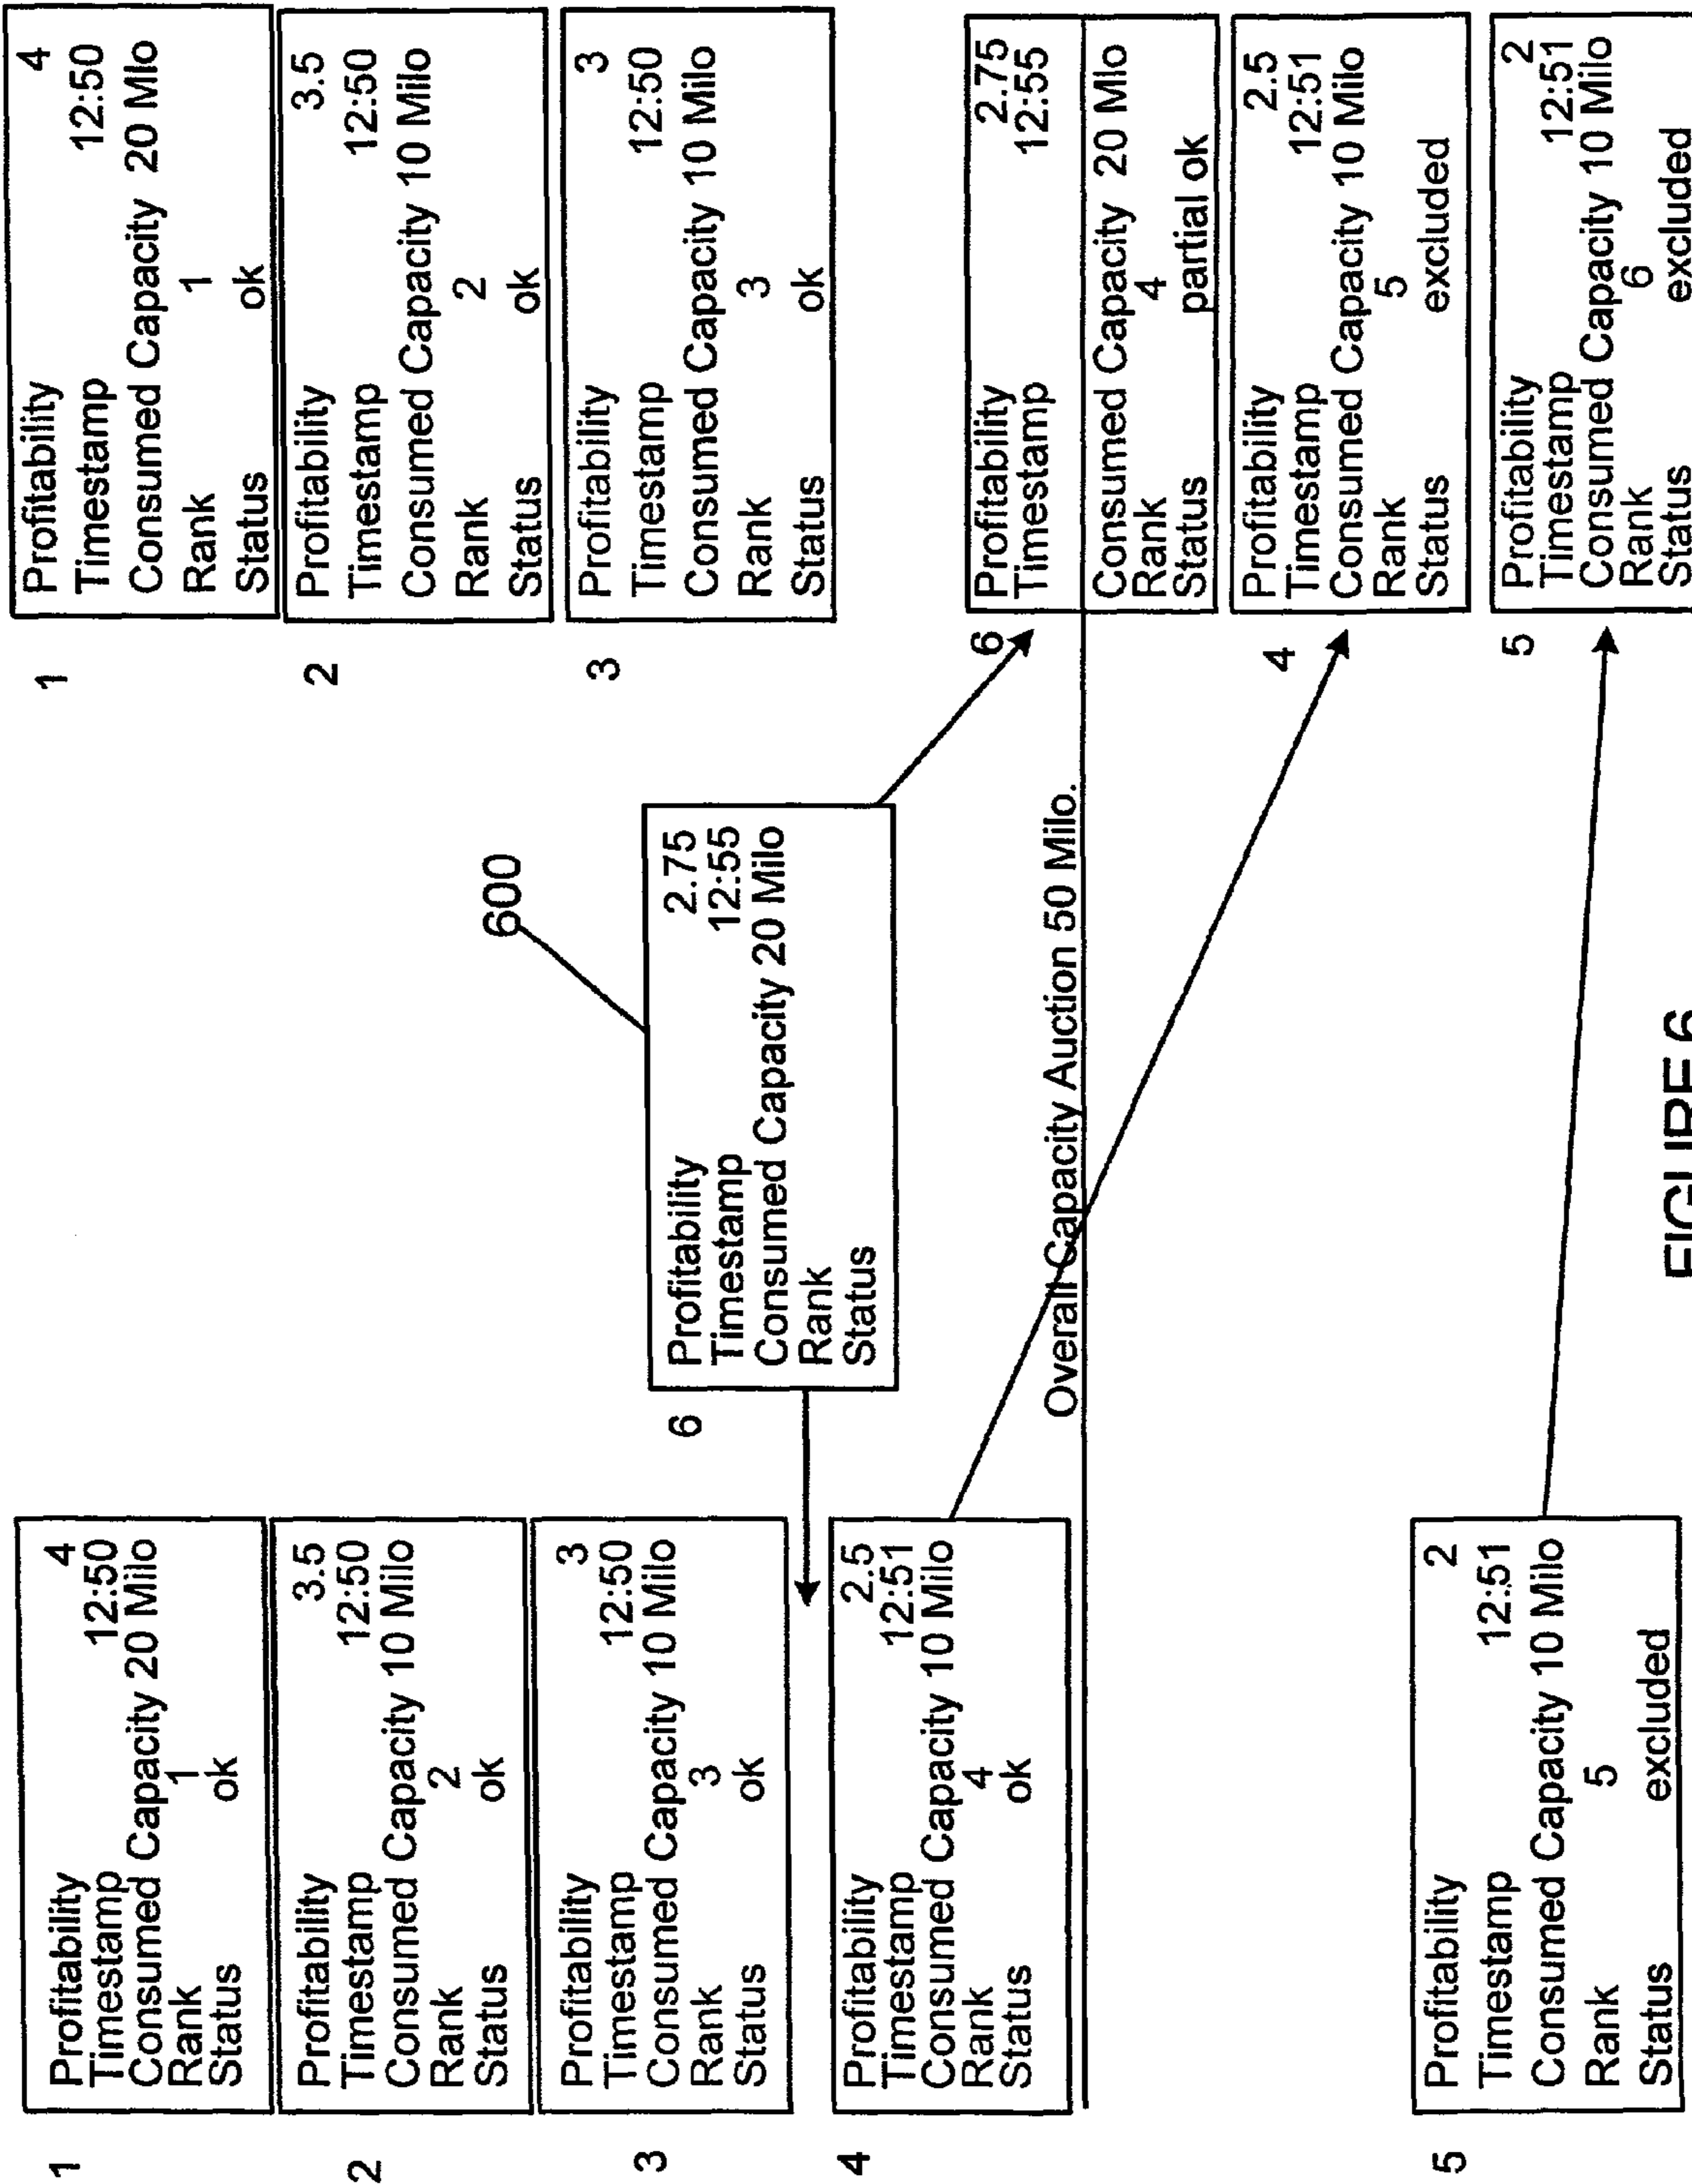 1
Profitability 4
Timestamp 12:50
Consumed Capacity 20 Milo
Rank 1
Status ok
2
Profitability 3.5
Timestamp 12:50
Consumed Capacity 10 Milo
Rank 2
Status ok
3
Profitability 3
Timestamp 12:50
Consumed Capacity 10 Milo
Rank 3
Status ok
4
Profitability 2.5
Timestamp 12:51
Consumed Capacity 10 Milo
Rank 4
Status ok
5
Profitability 2
Timestamp 12:51
Consumed Capacity 10 Milo
Rank 5
Status excluded
600
6
Profitability 2.75
Timestamp 12:55
Consumed Capacity 20 Milo
Rank
Status
Overall Capacity Auction 50 Milo.
1
Profitability 4
Timestamp 12:50
Consumed Capacity 20 Mlo
Rank 1
Status ok
2
Profitability 3.5
Timestamp 12:50
Consumed Capacity 10 Milo
Rank 2
Status ok
3
Profitability 3
Timestamp 12:50
Consumed Capacity 10 Milo
Rank 3
Status ok
6
Profitability 2.75
Timestamp 12:55
Consumed Capacity 20 Mlo
Rank 4
Status partial ok
4
Profitability 2.5
Timestamp 12:51
Consumed Capacity 10 Milo
Rank 5
Status excluded
5
Profitability 2
Timestamp 12:51
Consumed Capacity 10 Milo
Rank 6
Status excluded
FIGURE 6